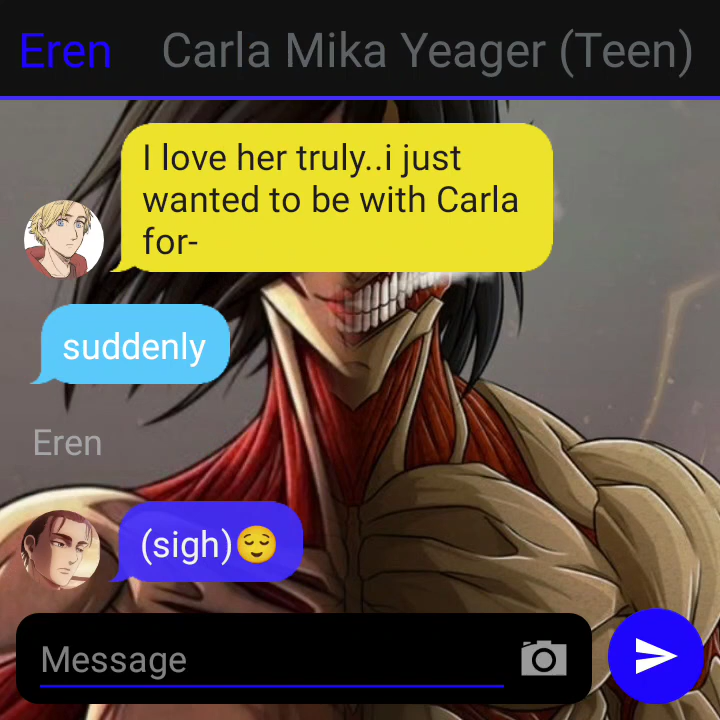 Eren Carla Mika Yeager (Teen)
I love her truly..i just
wanted to be with Carla
for-
suddenly
Eren
(sigh)😌
Message